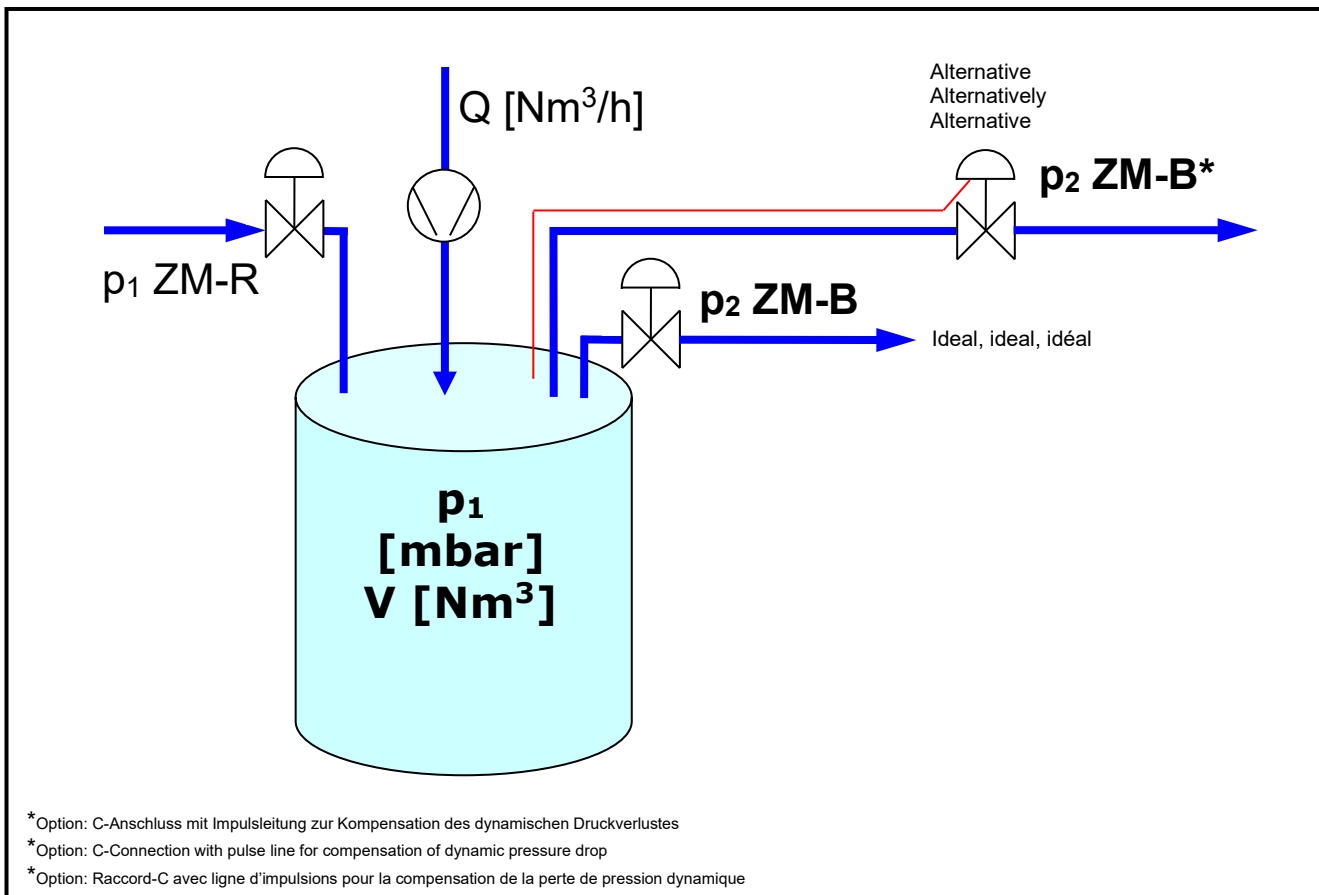 Q [Nm³/h]
Alternative
Alternatively
Alternative
p₂ ZM-B*
p₁ ZM-R
p₂ ZM-B
Ideal, ideal, idéal
p₁
[mbar]
V [Nm³]
*Option: C-Anschluss mit Impulsleitung zur Kompensation des dynamischen Druckverlustes
*Option: C-Connection with pulse line for compensation of dynamic pressure drop
*Option: Raccord-C avec ligne d'impulsions pour la compensation de la perte de pression dynamique